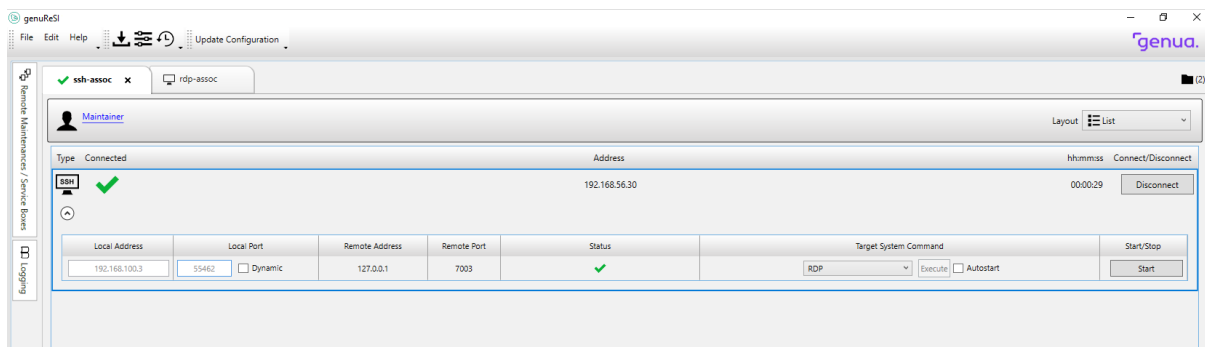 genuReSI
File Edit Help Update Configuration
genua.
ssh-assoc x rdp-assoc (2)
Remote Maintenances / Service Boxes
Logging
Maintainer
Layout List
Type Connected Address hh:mm:ss Connect/Disconnect
SSH 192.168.56.30 00:00:29 Disconnect
Local Address Local Port Remote Address Remote Port Status Target System Command Start/Stop
192.168.100.3 55462 Dynamic 127.0.0.1 7003 RDP Execute Autostart Start